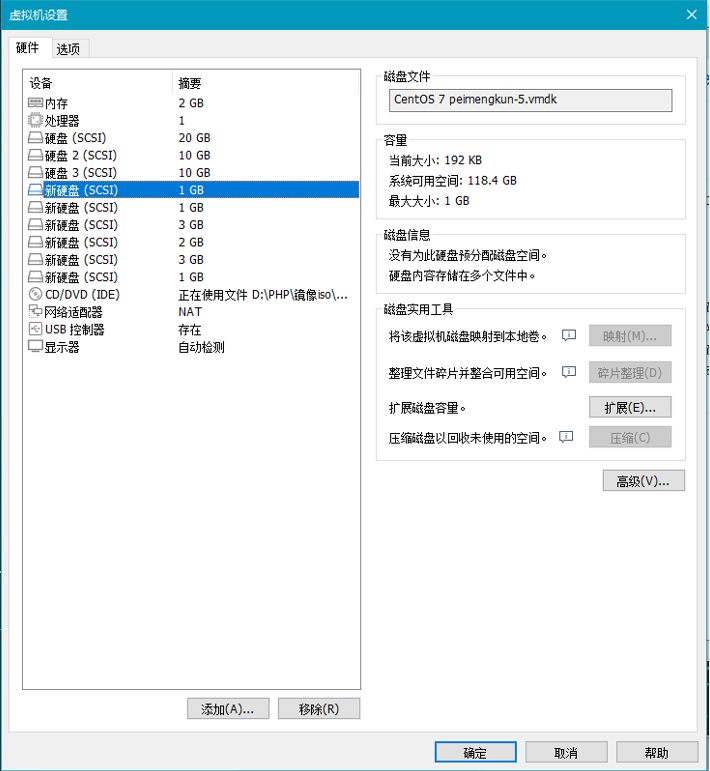 虚拟机设置
硬件 选项
设备 摘要
内存 2 GB
处理器 1
硬盘 (SCSI) 20 GB
硬盘 2 (SCSI) 10 GB
硬盘 3 (SCSI) 10 GB
新硬盘 (SCSI) 1 GB
新硬盘 (SCSI) 1 GB
新硬盘 (SCSI) 3 GB
新硬盘 (SCSI) 2 GB
新硬盘 (SCSI) 3 GB
新硬盘 (SCSI) 1 GB
CD/DVD (IDE) 正在使用文件 D:\PHP\镜像iso\...
网络适配器 NAT
USB 控制器 存在
显示器 自动检测
添加(A)... 移除(R)
磁盘文件
CentOS 7 peimengkun-5.vmdk
容量
当前大小: 192 KB
系统可用空间: 118.4 GB
最大大小: 1 GB
磁盘信息
没有为此硬盘预分配磁盘空间。
硬盘内容存储在多个文件中。
磁盘实用工具
将该虚拟机磁盘映射到本地卷。 映射(M)...
整理文件碎片并整合可用空间。 碎片整理(D)
扩展磁盘容量。 扩展(E)...
压缩磁盘以回收未使用的空间。 压缩(C)
高级(V)...
确定 取消 帮助